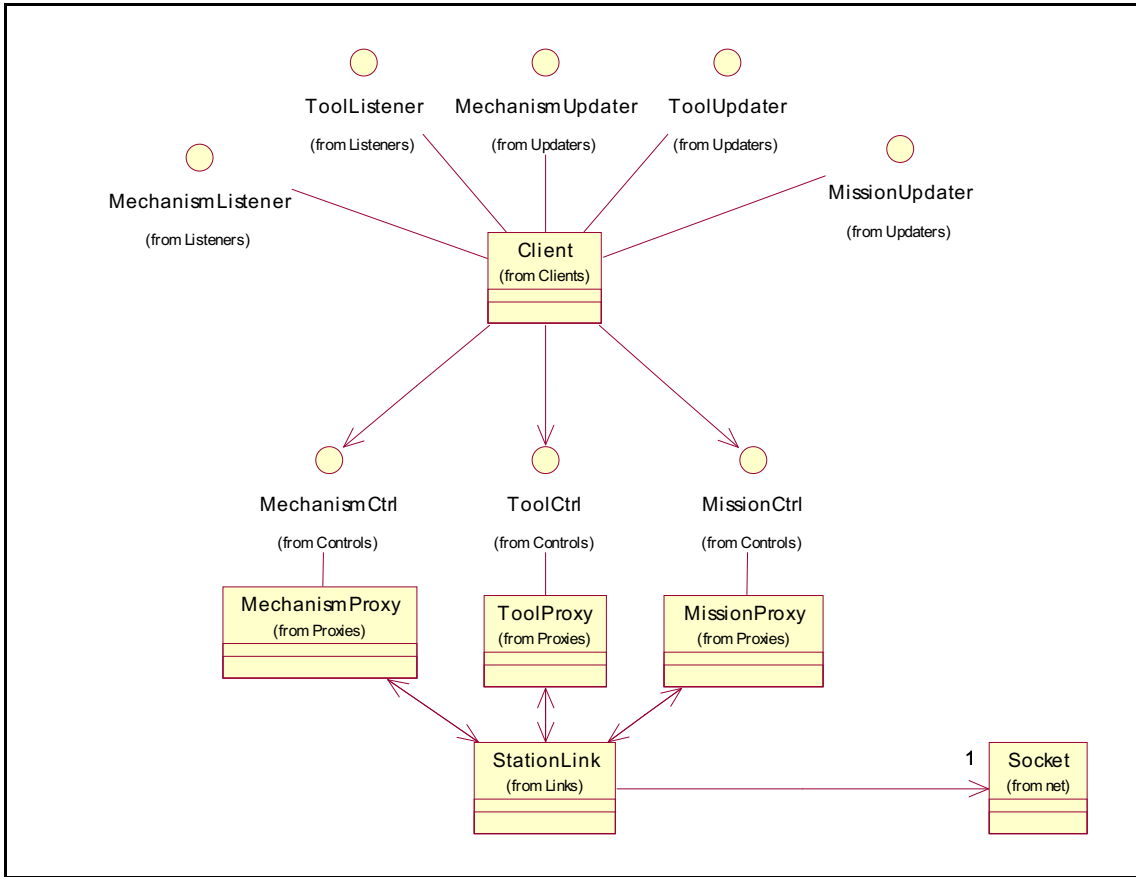 ToolListener
(from Listeners)
MechanismUpdater
(from Updaters)
ToolUpdater
(from Updaters)
MechanismListener
(from Listeners)
MissionUpdater
(from Updaters)
Client
(from Clients)
MechanismCtrl
(from Controls)
ToolCtrl
(from Controls)
MissionCtrl
(from Controls)
MechanismProxy
(from Proxies)
ToolProxy
(from Proxies)
MissionProxy
(from Proxies)
StationLink
(from Links)
1
Socket
(from net)